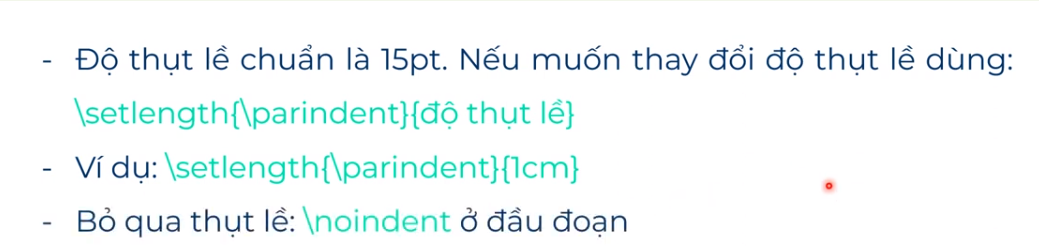 - Độ thụt lề chuẩn là 15pt. Nếu muốn thay đổi độ thụt lề dùng:
\setlength{\parindent}{độ thụt lề}
- Ví dụ: \setlength{\parindent}{1cm}
- Bỏ qua thụt lề: \noindent ở đầu đoạn